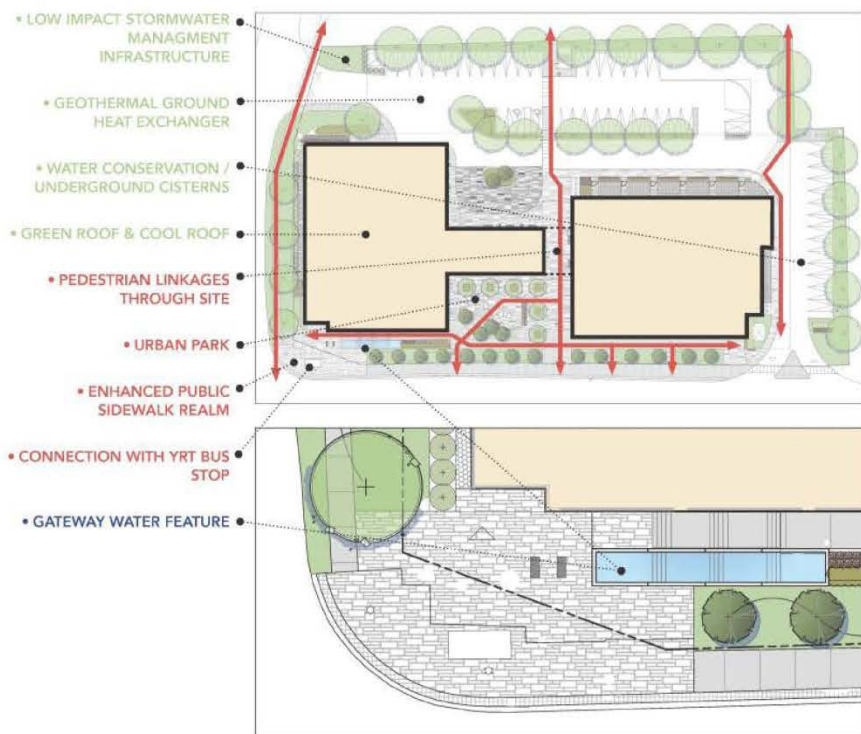 • LOW IMPACT STORMWATER
MANAGMENT
INFRASTRUCTURE
• GEOTHERMAL GROUND
HEAT EXCHANGER
• WATER CONSERVATION /
UNDERGROUND CISTERNS
• GREEN ROOF & COOL ROOF
• PEDESTRIAN LINKAGES
THROUGH SITE
• URBAN PARK
• ENHANCED PUBLIC
SIDEWALK REALM
• CONNECTION WITH YRT BUS
STOP
• GATEWAY WATER FEATURE